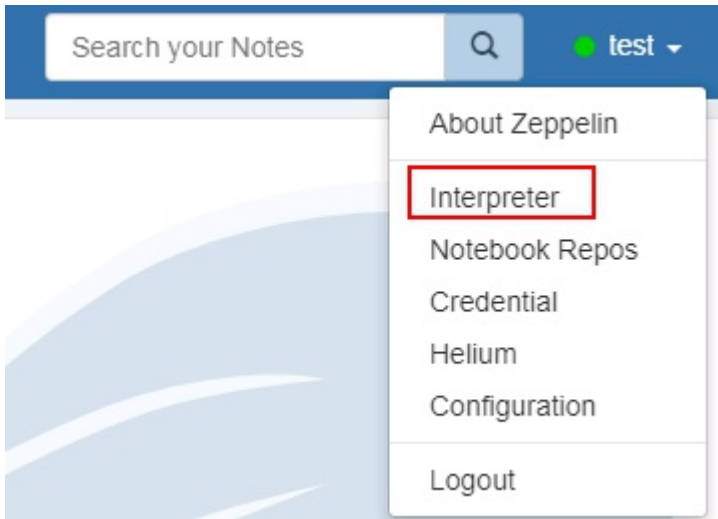 Search your Notes
test
About Zeppelin
Interpreter
Notebook Repos
Credential
Helium
Configuration
Logout